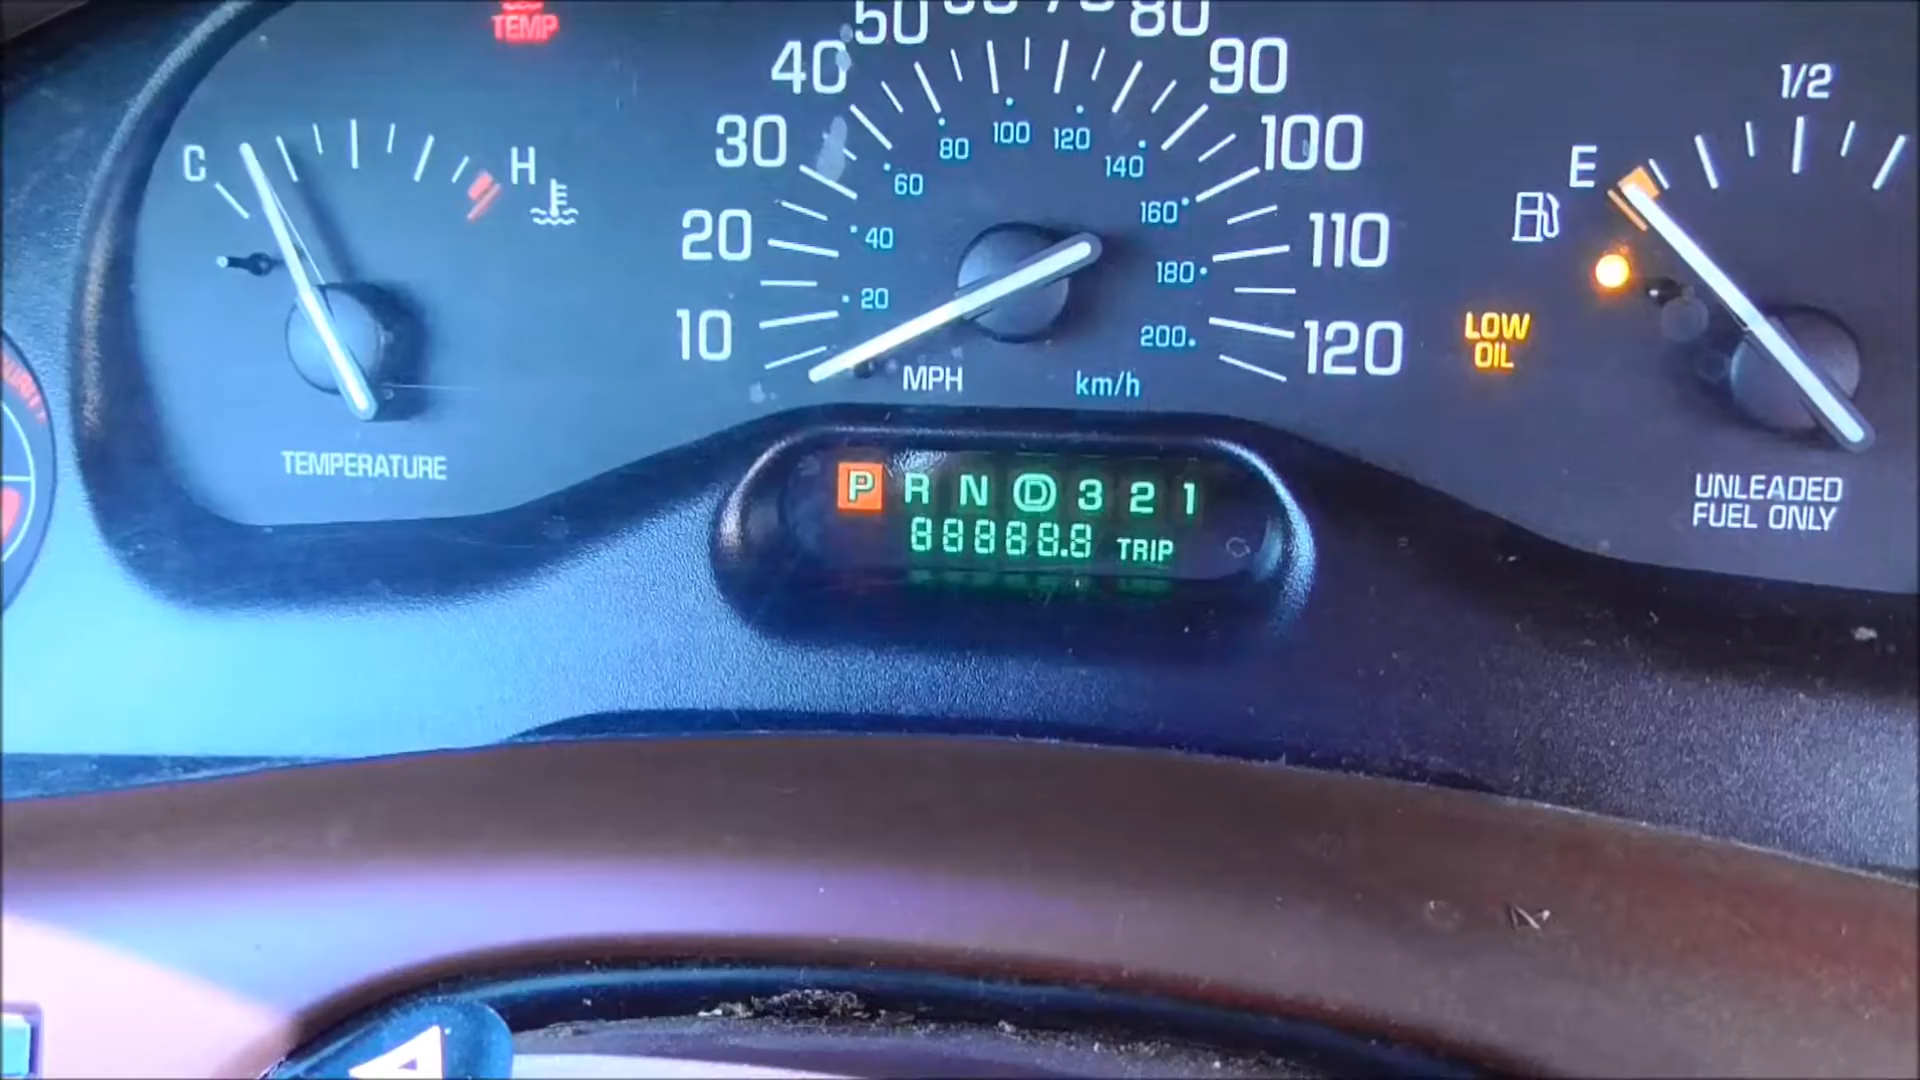 TEMP
C
H
TEMPERATURE
10
20
30
40
50
80
90
100
110
120
20
40
60
80
100
120
140
160
180
200
MPH
km/h
P R N D 3 2 1
88888.8 TRIP
1/2
E
LOW
OIL
UNLEADED
FUEL ONLY